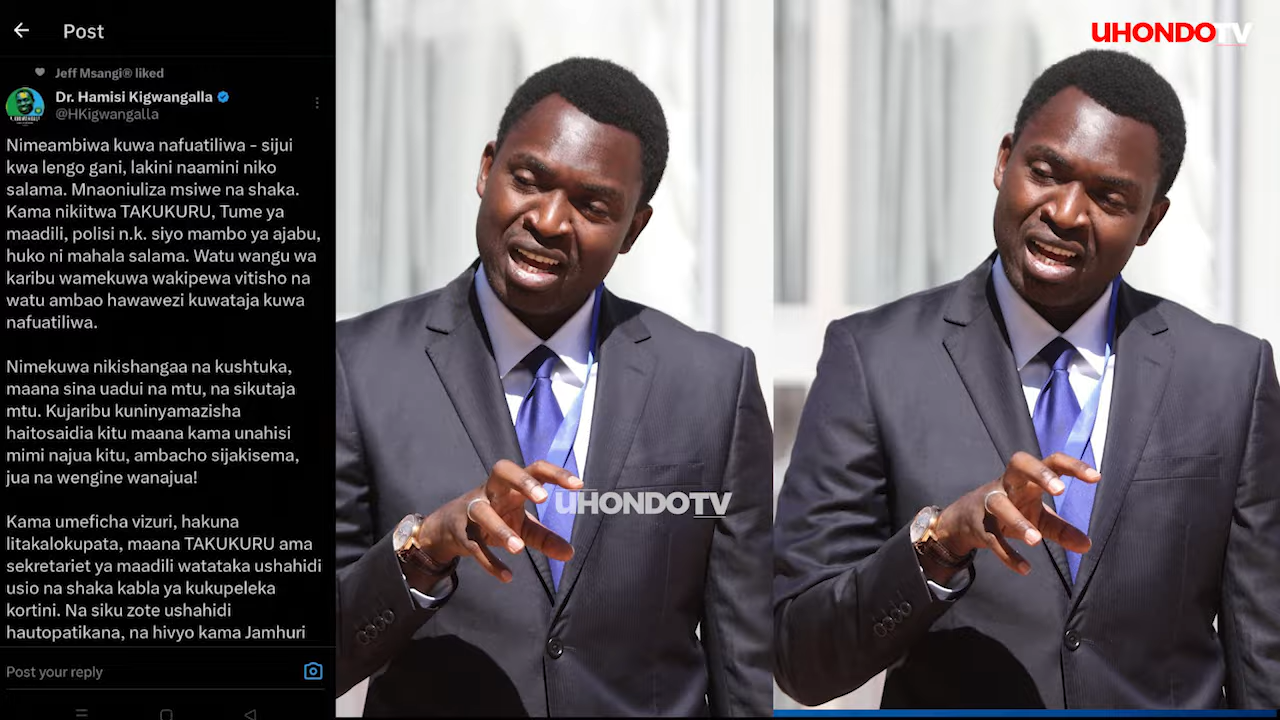 Post
Jeff Msangi® liked
Dr. Hamisi Kigwangalla
@HKigwangalla
Nimeambiwa kuwa nafuatiliwa - sijui
kwa lengo gani, lakini naamini niko
salama. Mnaoniuliza msiwe na shaka.
Kama nikiitwa TAKUKURU, Tume ya
maadili, polisi n.k. siyo mambo ya ajabu,
huko ni mahala salama. Watu wangu wa
karibu wamekuwa wakipewa vitisho na
watu ambao hawawezi kuwataja kuwa
nafuatiliwa.
Nimekuwa nikishangaa na kushtuka,
maana sina uadui na mtu, na sikutaja
mtu. Kujaribu kuninyamazisha
haitosaidia kitu maana kama unahisi
mimi najua kitu, ambacho sijakisema,
jua na wengine wanajua!
Kama umeficha vizuri, hakuna
litakalokupata, maana TAKUKURU ama
sekretariet ya maadili watataka ushahidi
usio na shaka kabla ya kukupeleka
kortini. Na siku zote ushahidi
hautopatikana, na hivyo kama Jamhuri
Post your reply
UHONDOTV
UHONDOTV